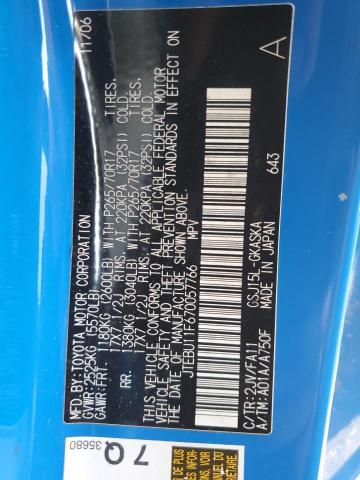 MFD.BY:TOYOTA MOTOR CORPORATION 11/06
GVWR:2525KG (5570LB)
GAWR:FRT. 1180KG (2600LB) WITH P265/70R17 TIRES,
17X7 1/2J RIMS, AT 220KPA (32PSI) COLD.
RR. 1380KG (3040LB) WITH P265/70R17 TIRES,
17X7 1/2J RIMS, AT 220KPA (32PSI) COLD.
THIS VEHICLE CONFORMS TO ALL APPLICABLE FEDERAL MOTOR
VEHICLE SAFETY STANDARDS IN EFFECT ON
THE DATE OF MANUFACTURE SHOWN ABOVE.
JTEBU11F670057766 MPV
A
C/TR:2JV/FA11 GSJ15L-GKASKA
A/TM:A01A/A750F MADE IN JAPAN 643
35680
7Q